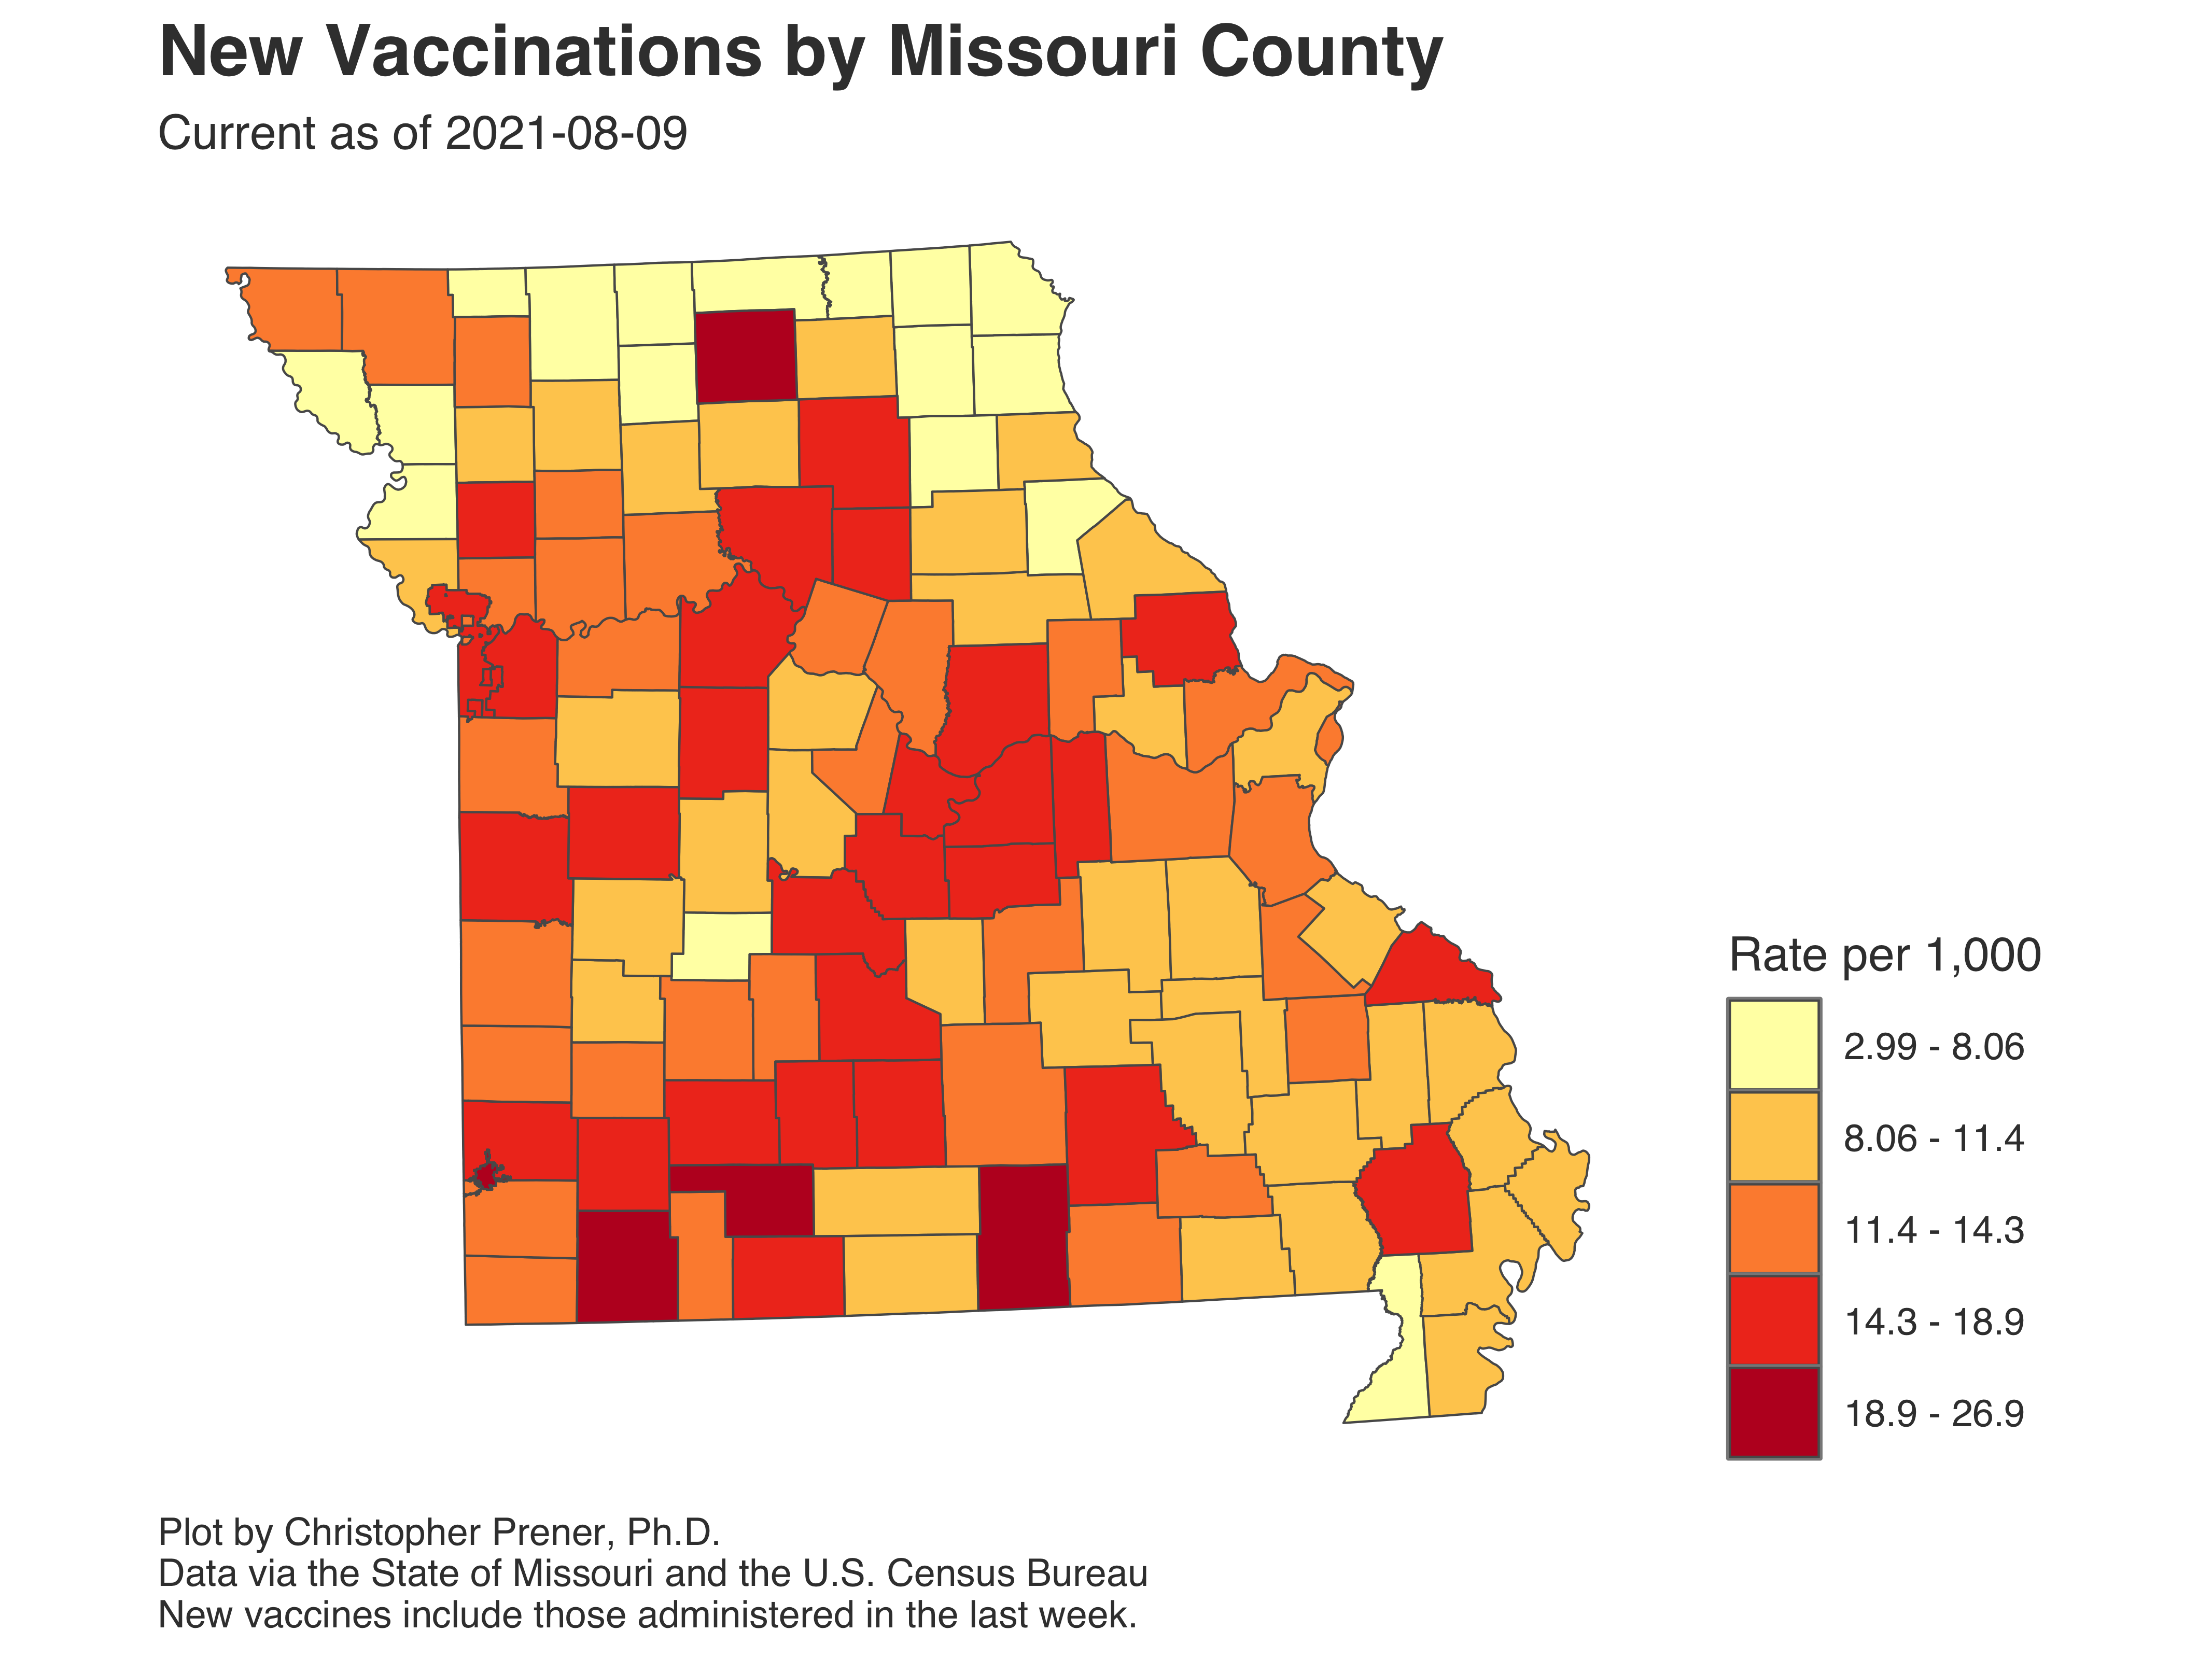 New Vaccinations by Missouri County
Current as of 2021-08-09
Rate per 1,000
2.99 - 8.06
8.06 - 11.4
11.4 - 14.3
14.3 - 18.9
18.9 - 26.9
Plot by Christopher Prener, Ph.D.
Data via the State of Missouri and the U.S. Census Bureau
New vaccines include those administered in the last week.